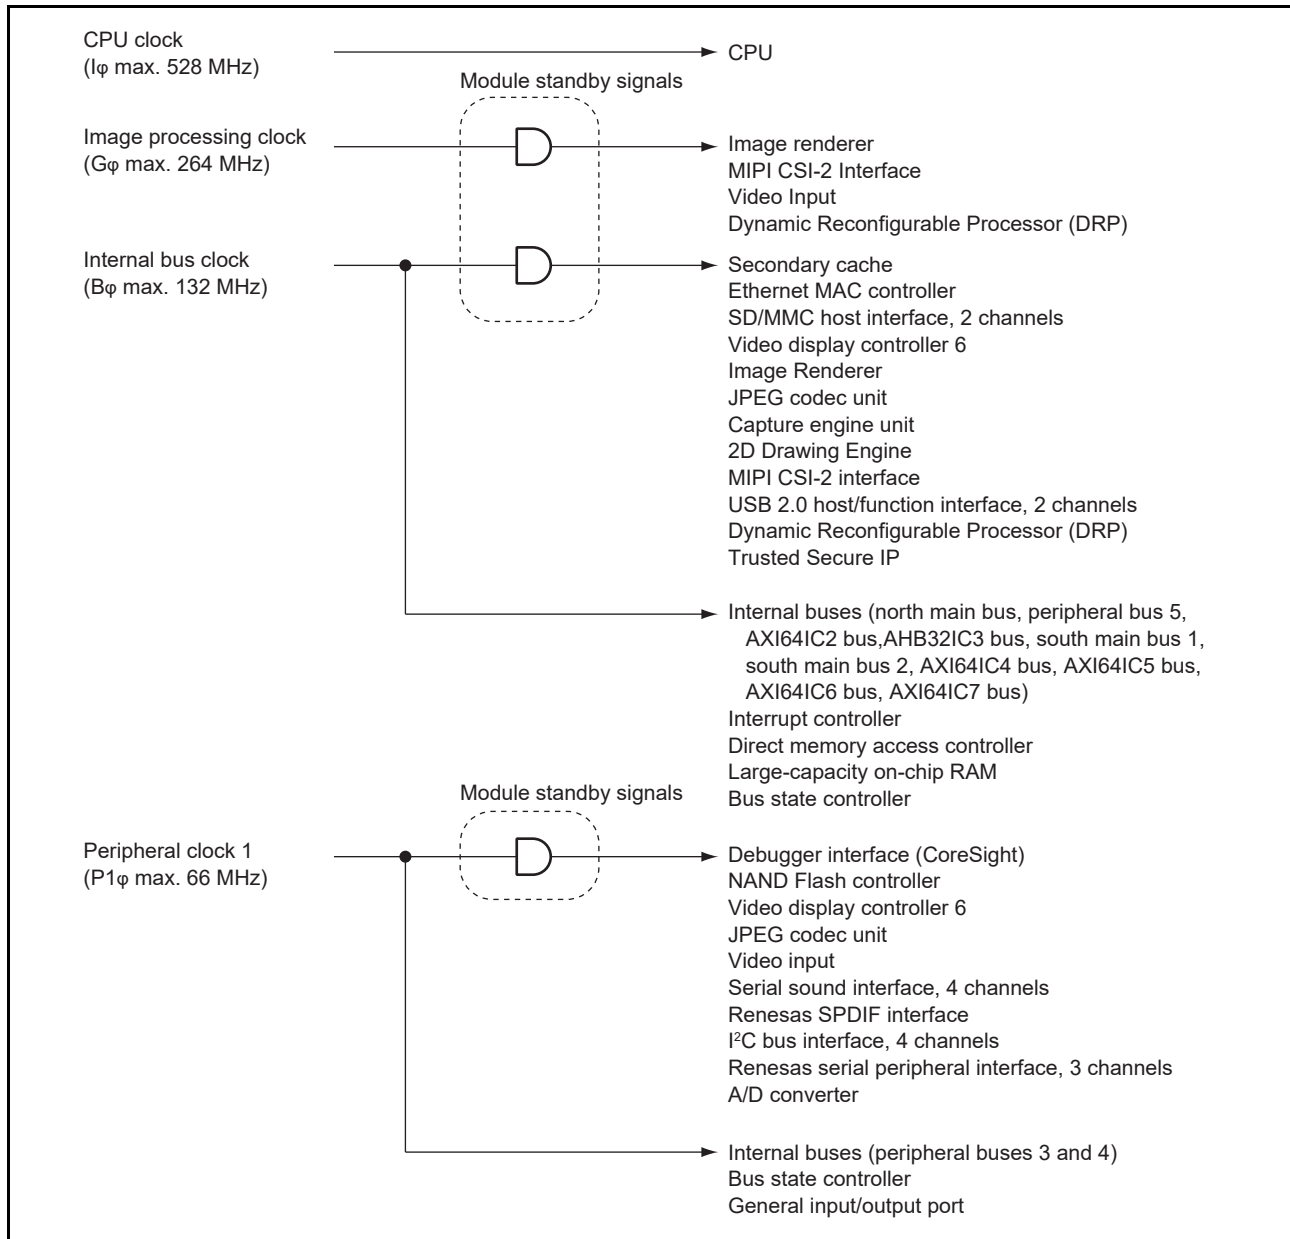 CPU clock
(Iφ max. 528 MHz)
CPU
Module standby signals
Image processing clock
(Gφ max. 264 MHz)
Image renderer
MIPI CSI-2 Interface
Video Input
Dynamic Reconfigurable Processor (DRP)
Internal bus clock
(Bφ max. 132 MHz)
Secondary cache
Ethernet MAC controller
SD/MMC host interface, 2 channels
Video display controller 6
Image Renderer
JPEG codec unit
Capture engine unit
2D Drawing Engine
MIPI CSI-2 interface
USB 2.0 host/function interface, 2 channels
Dynamic Reconfigurable Processor (DRP)
Trusted Secure IP
Internal buses (north main bus, peripheral bus 5,
AXI64IC2 bus,AHB32IC3 bus, south main bus 1,
south main bus 2, AXI64IC4 bus, AXI64IC5 bus,
AXI64IC6 bus, AXI64IC7 bus)
Interrupt controller
Direct memory access controller
Large-capacity on-chip RAM
Bus state controller
Module standby signals
Peripheral clock 1
(P1φ max. 66 MHz)
Debugger interface (CoreSight)
NAND Flash controller
Video display controller 6
JPEG codec unit
Video input
Serial sound interface, 4 channels
Renesas SPDIF interface
I²C bus interface, 4 channels
Renesas serial peripheral interface, 3 channels
A/D converter
Internal buses (peripheral buses 3 and 4)
Bus state controller
General input/output port